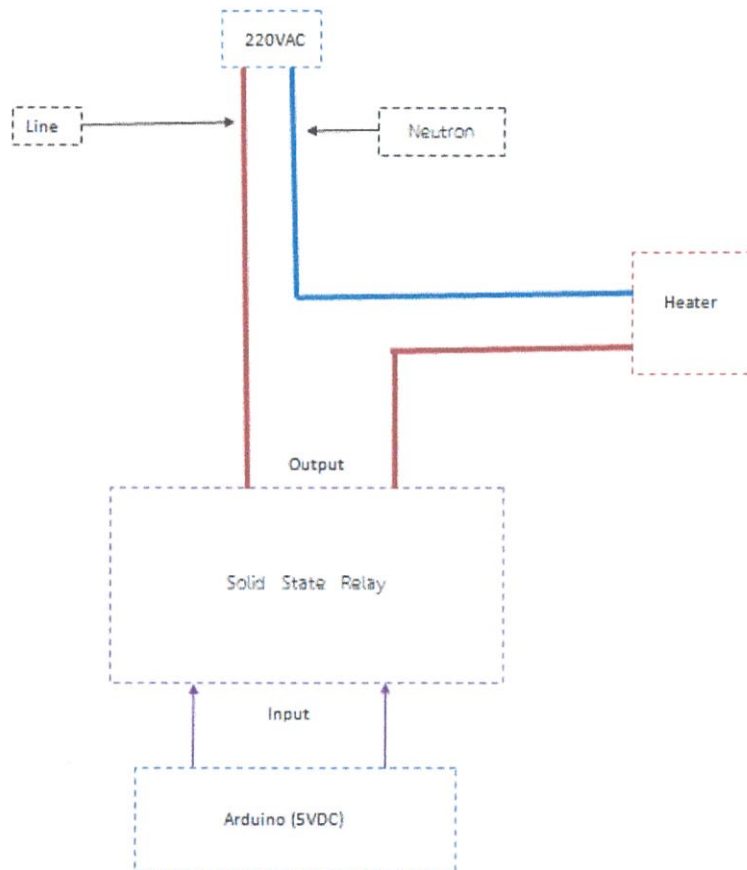 220VAC
Line
Neutron
Heater
Output
Solid State Relay
Input
Arduino (5VDC)